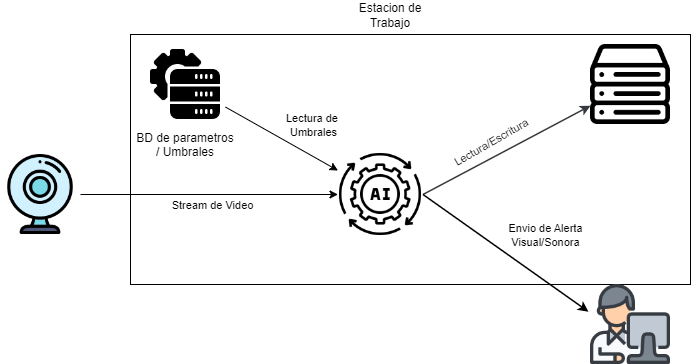 Estacion de
Trabajo
BD de parametros
/ Umbrales
Lectura de
Umbrales
Lectura/Escritura
AI
Stream de Video
Envio de Alerta
Visual/Sonora